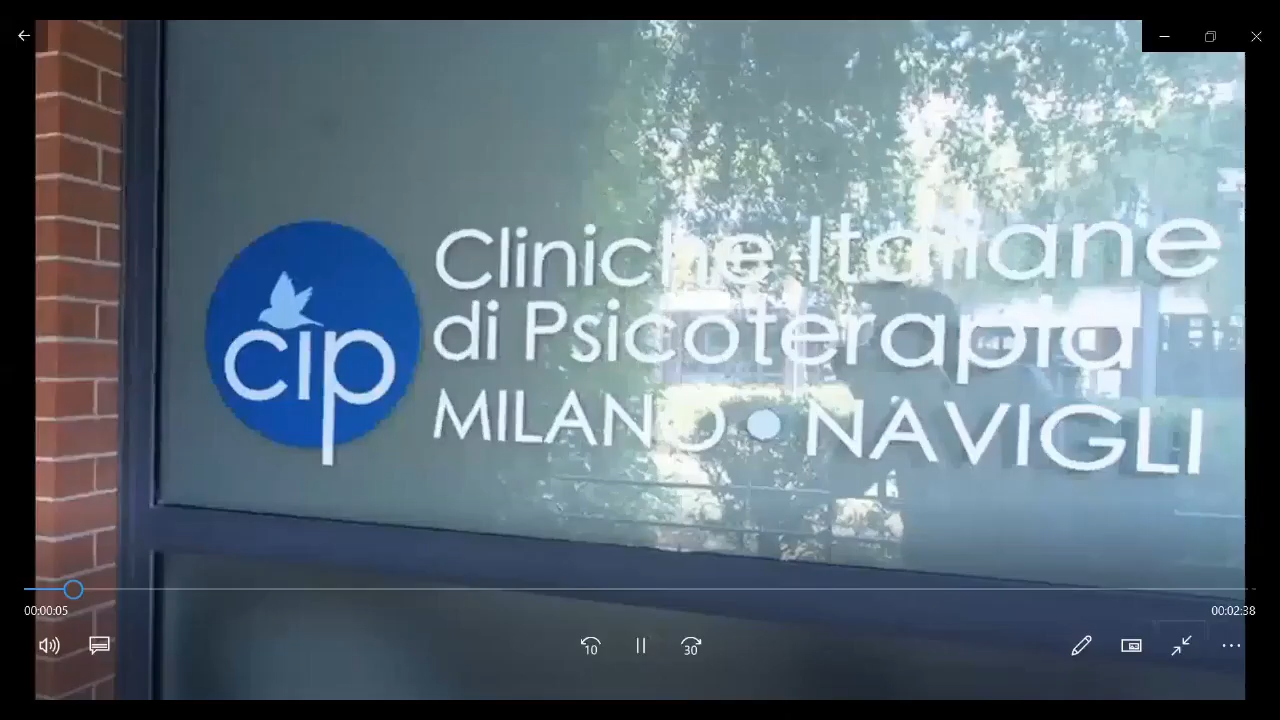 cip
Cliniche Italiane
di Psicoterapia
MILANO • NAVIGLI
00:00:05
00:02:38
10
30